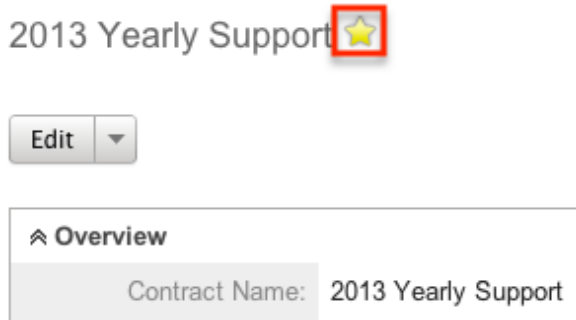 2013 Yearly Support
Edit
Overview
Contract Name: 2013 Yearly Support